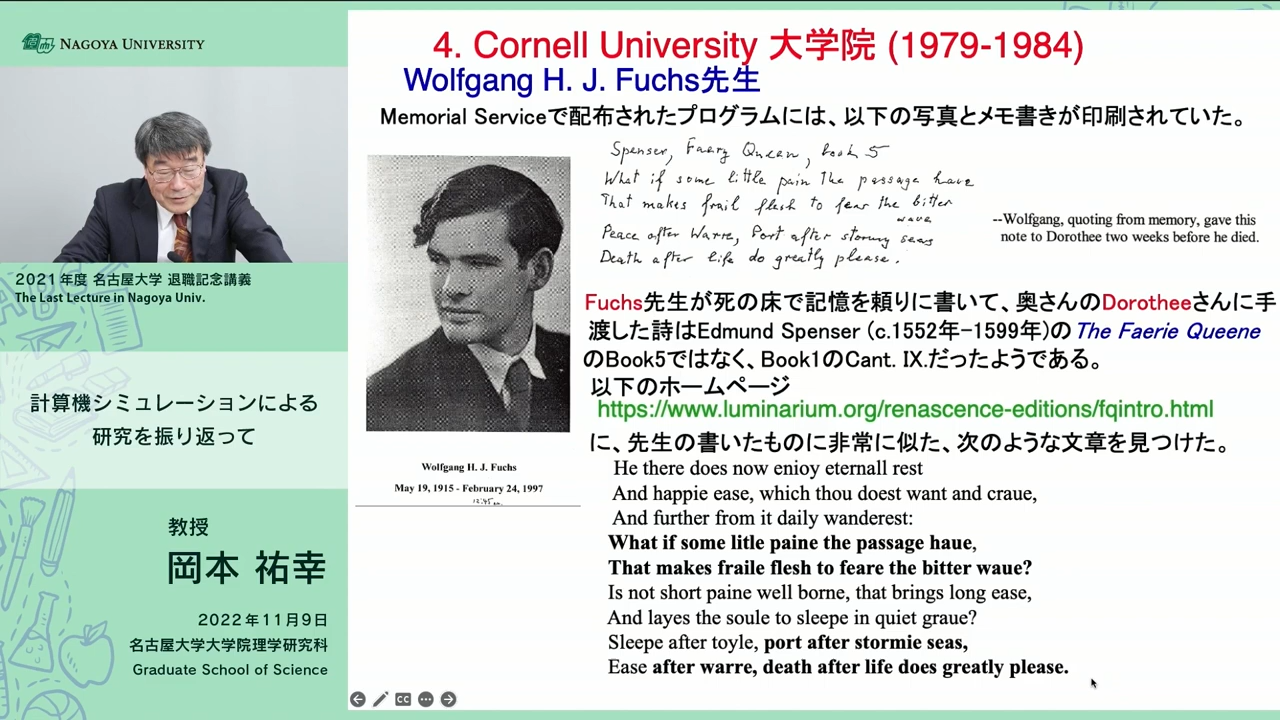 NAGOYA UNIVERSITY
2021年度 名古屋大学 退職記念講義
The Last Lecture in Nagoya Univ.
計算機シミュレーションによる
研究を振り返って
教授
岡本 祐幸
2022年11月9日
名古屋大学大学院理学研究科
Graduate School of Science
4. Cornell University 大学院 (1979-1984)
Wolfgang H. J. Fuchs先生
Memorial Serviceで配布されたプログラムには、以下の写真とメモ書きが印刷されていた。
Spenser, Faery Queen, book 5
What if some little pain the passage have
That makes frail flesh to fear the bitter
wave
Peace after Warre, Port after stormy seas
Death after life do greatly please.
--Wolfgang, quoting from memory, gave this
note to Dorothee two weeks before he died.
Wolfgang H. J. Fuchs
May 19, 1915 - February 24, 1997
Fuchs先生が死の床で記憶を頼りに書いて、奥さんのDorotheeさんに手
渡した詩はEdmund Spenser (c.1552年-1599年)の The Faerie Queene
のBook5ではなく、Book1のCant. IX.だったようである。
以下のホームページ
https://www.luminarium.org/renascence-editions/fqintro.html
に、先生の書いたものに非常に似た、次のような文章を見つけた。
He there does now enioy eternall rest
And happie ease, which thou doest want and craue,
And further from it daily wanderest:
What if some litle paine the passage haue,
That makes fraile flesh to feare the bitter waue?
Is not short paine well borne, that brings long ease,
And layes the soule to sleepe in quiet graue?
Sleepe after toyle, port after stormie seas,
Ease after warre, death after life does greatly please.
CC